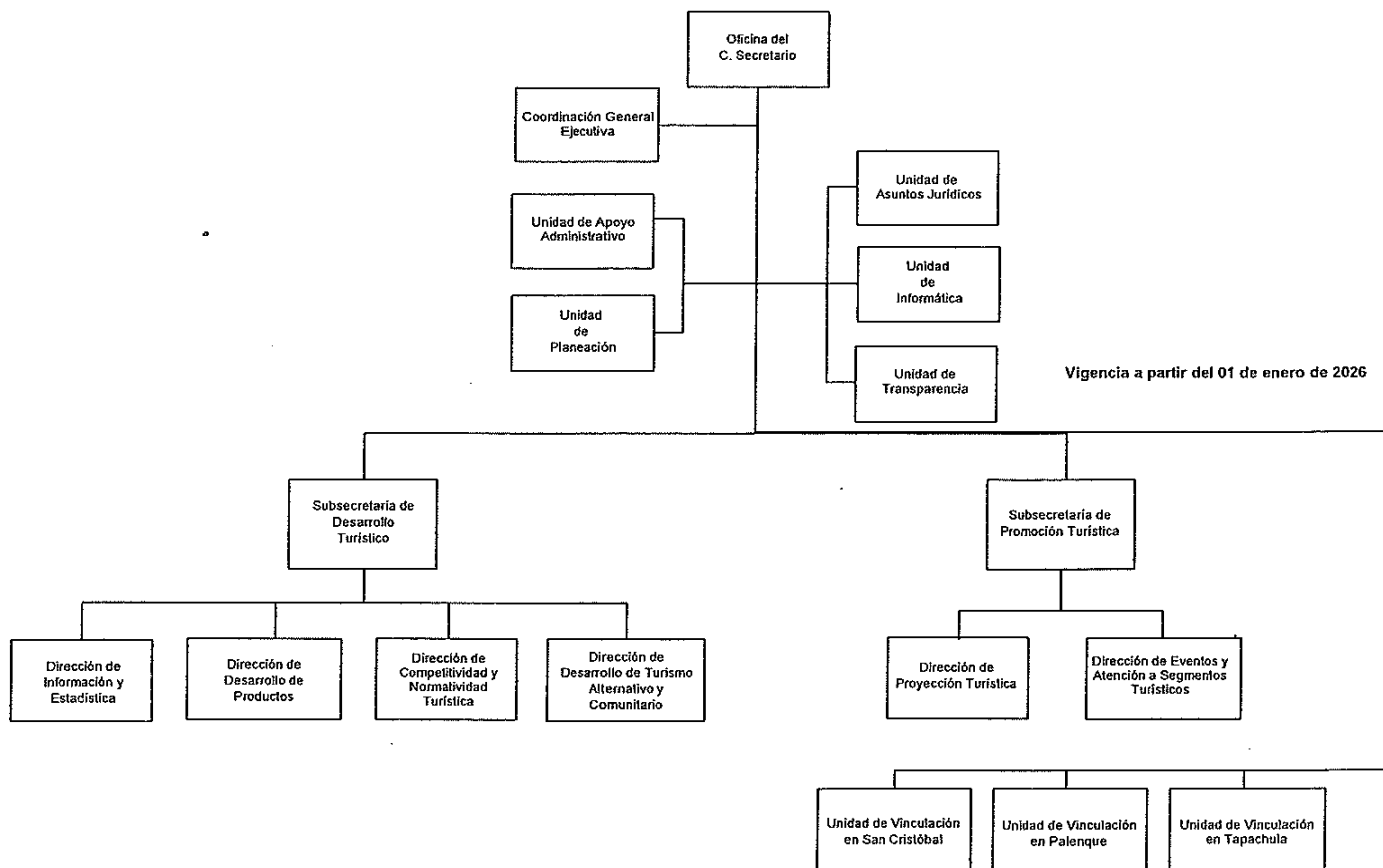 Oficina del
C. Secretario
Coordinación General
Ejecutiva
Unidad de
Asuntos Jurídicos
Unidad de Apoyo
Administrativo
Unidad
de
Informática
Unidad
de
Planeación
Unidad de
Transparencia
Vigencia a partir del 01 de enero de 2026
Subsecretaría de
Desarrollo
Turístico
Subsecretaría de
Promoción Turística
Dirección de
Información y
Estadística
Dirección de
Desarrollo de
Productos
Dirección de
Competitividad y
Normatividad
Turística
Dirección de
Desarrollo de Turismo
Alternativo y
Comunitario
Dirección de
Proyección Turística
Dirección de Eventos y
Atención a Segmentos
Turísticos
Unidad de Vinculación
en San Cristóbal
Unidad de Vinculación
en Palenque
Unidad de Vinculación
en Tapachula